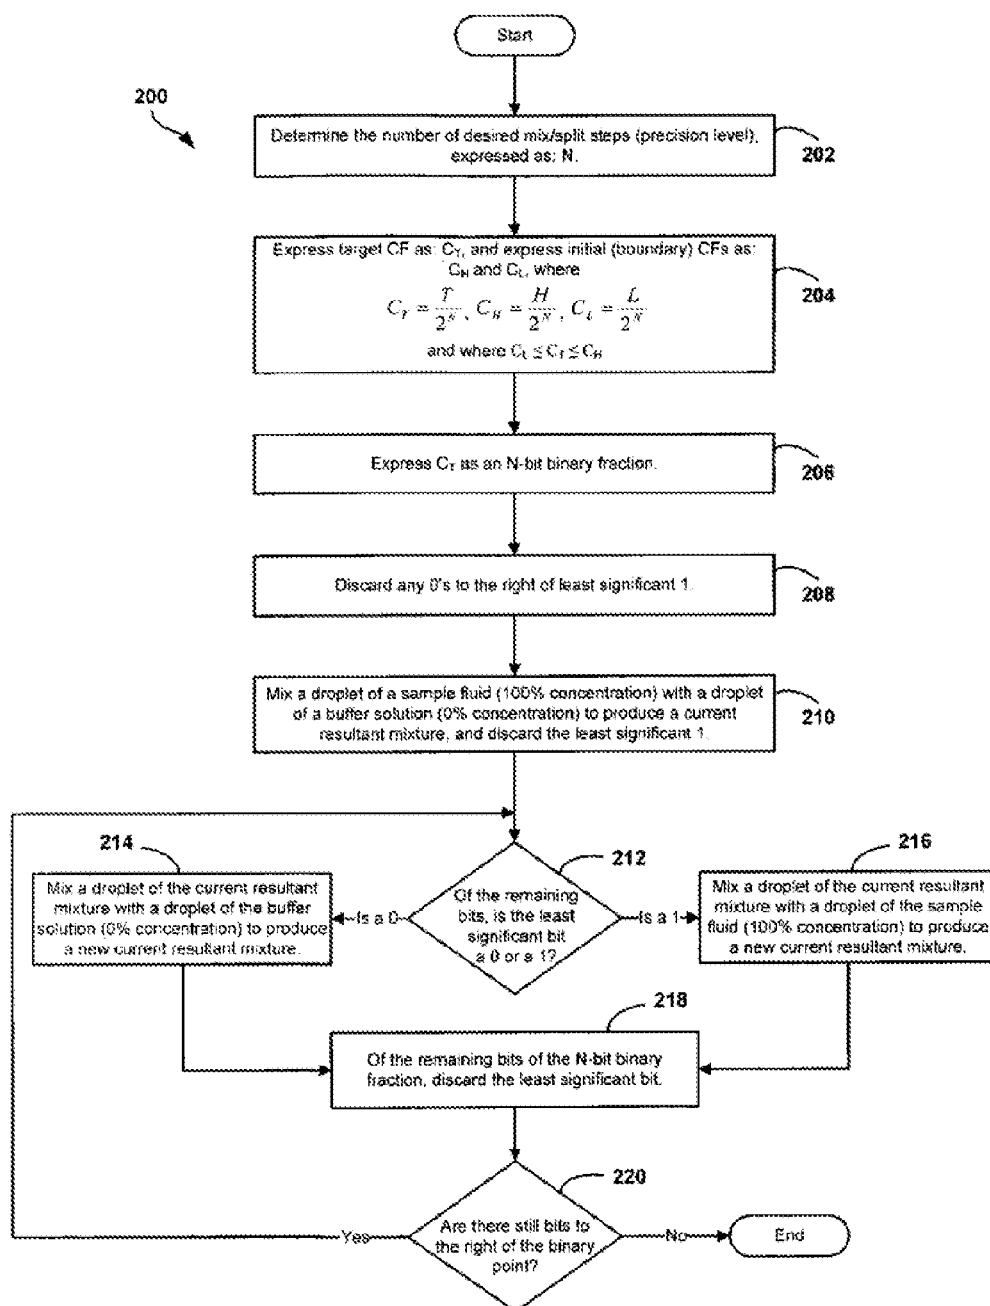 Start
200
Determine the number of desired mix/split steps (precision level),
expressed as: N.
202
Express target CF as: C_T, and express initial (boundary) CFs as:
C_H and C_L, where
C_T = T/2^N, C_H = H/2^N, C_L = L/2^N
and where C_L ≤ C_T ≤ C_H
204
Express C_T as an N-bit binary fraction.
206
Discard any 0's to the right of least significant 1.
208
Mix a droplet of a sample fluid (100% concentration) with a droplet
of a buffer solution (0% concentration) to produce a current
resultant mixture, and discard the least significant 1.
210
214
Mix a droplet of the current resultant
mixture with a droplet of the buffer
solution (0% concentration) to produce
a new current resultant mixture.
Is a 0
212
Of the remaining
bits, is the least
significant bit
a 0 or a 1?
Is a 1
216
Mix a droplet of the current resultant
mixture with a droplet of the sample
fluid (100% concentration) to produce
a new current resultant mixture.
218
Of the remaining bits of the N-bit binary
fraction, discard the least significant bit.
220
Are there still bits to
the right of the binary
point?
Yes
No
End